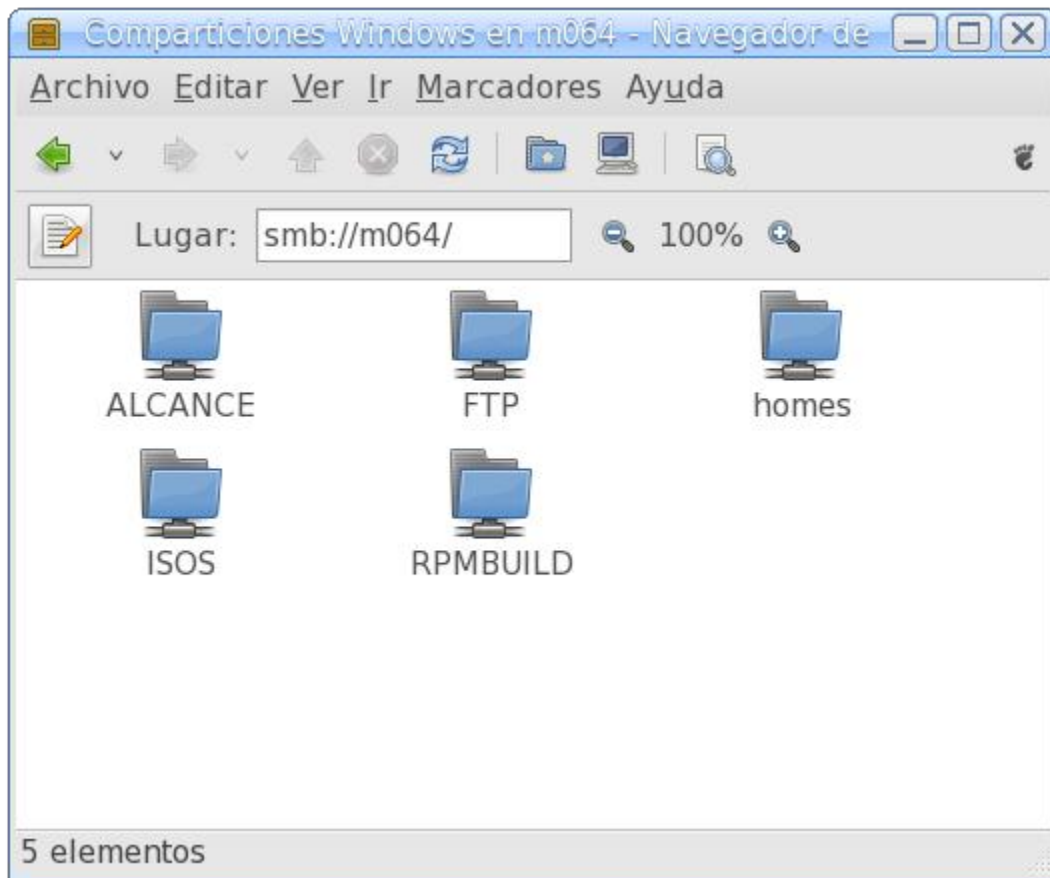 Comparticiones Windows en m064 - Navegador de
Archivo Editar Ver Ir Marcadores Ayuda
Lugar: smb://m064/ 100%
ALCANCE FTP homes
ISOS RPMBUILD
5 elementos